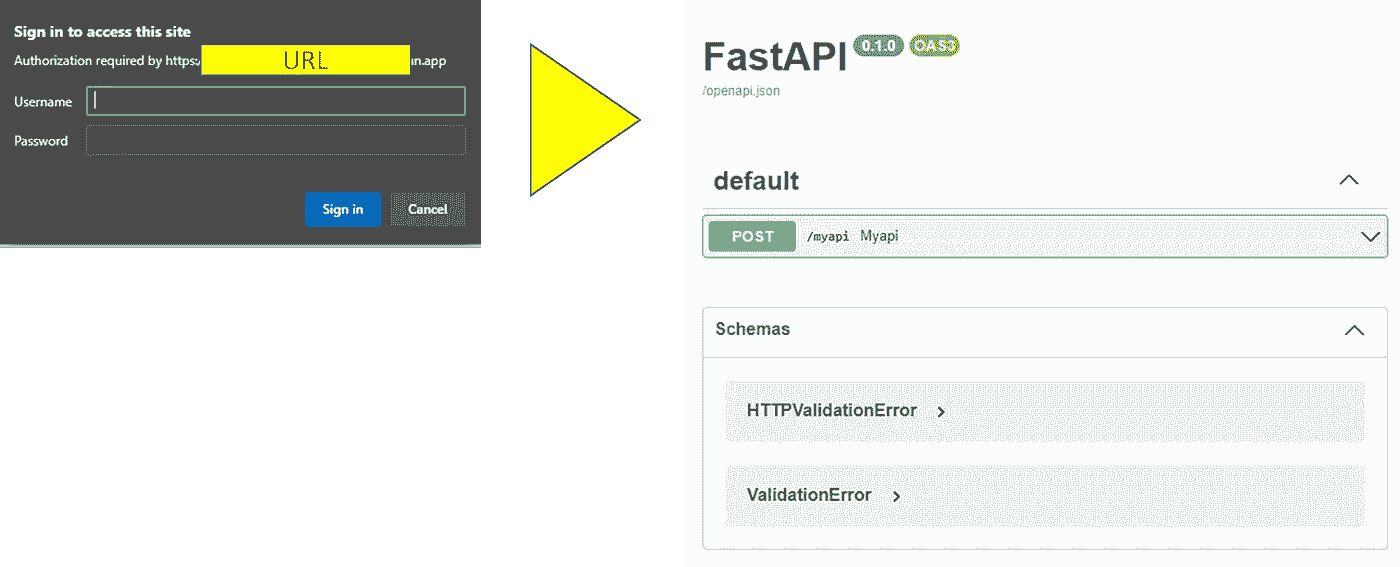 Sign in to access this site
Authorization required by https:/ URL un.app
Username
Password
Sign in Cancel
FastAPI 0.1.0 OAS3
/openapi.json
default
POST /myapi Myapi
Schemas
HTTPValidationError
ValidationError